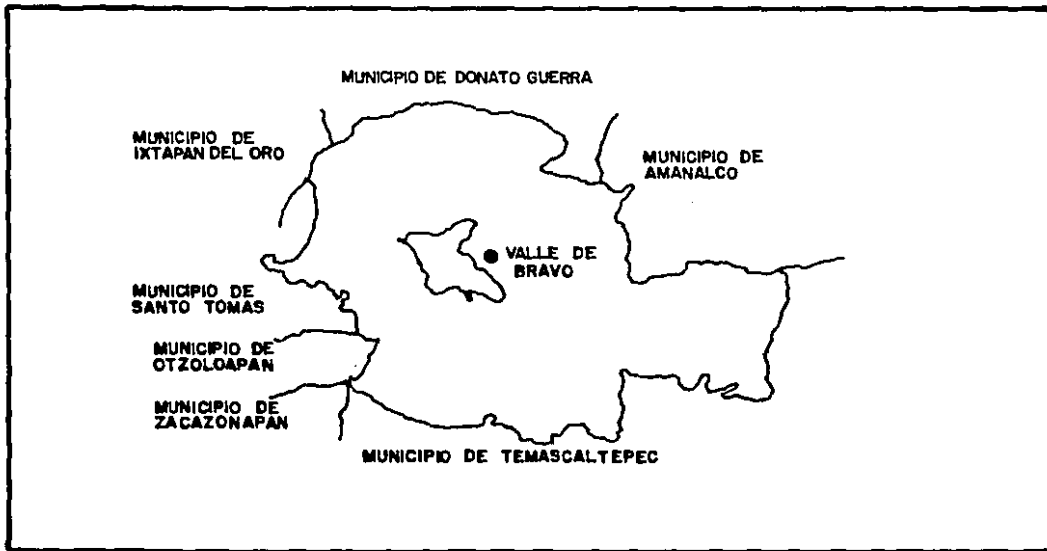 MUNICIPIO DE DONATO GUERRA
MUNICIPIO DE
IXTAPAN DEL ORO
MUNICIPIO DE
AMANALCO
VALLE DE
BRAVO
MUNICIPIO DE
SANTO TOMAS
MUNICIPIO DE
OTZOLOAPAN
MUNICIPIO DE
ZACAZONAPAN
MUNICIPIO DE TEMASCALTEPEC